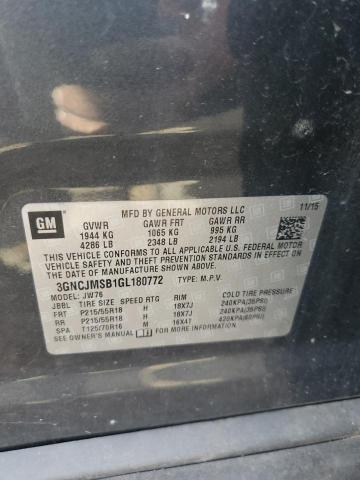 GM
MFD BY GENERAL MOTORS LLC
11/15
GVWR GAWR FRT GAWR RR
1944 KG 1065 KG 995 KG
4286 LB 2348 LB 2194 LB
THIS VEHICLE CONFORMS TO ALL APPLICABLE U.S. FEDERAL MOTOR
VEHICLE SAFETY AND THEFT PREVENTION STANDARDS IN EFFECT
ON THE DATE OF MANUFACTURE SHOWN ABOVE.
3GNCJMSB1GL180772 TYPE: M.P.V.
MODEL: JW76
JBBL TIRE SIZE SPEED RTG RIM COLD TIRE PRESSURE
FRT P215/55R18 H 18X7J 240KPA(35PSI)
RR P215/55R18 H 18X7J 240KPA(35PSI)
SPA T125/70R16 M 16X4T 420KPA(60PSI)
SEE OWNER'S MANUAL FOR ADDITIONAL INFORMATION.